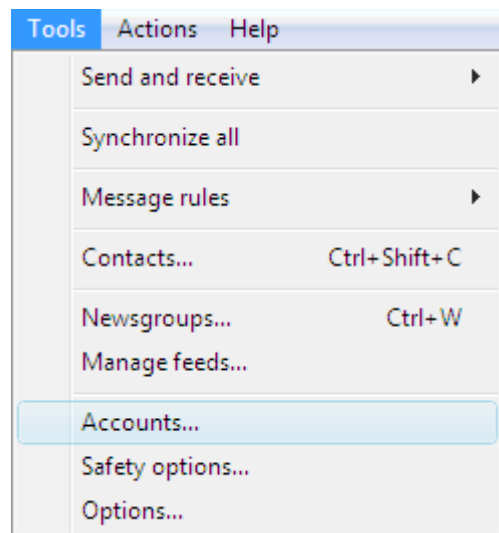 Tools Actions Help
Send and receive
Synchronize all
Message rules
Contacts... Ctrl+Shift+C
Newsgroups... Ctrl+W
Manage feeds...
Accounts...
Safety options...
Options...